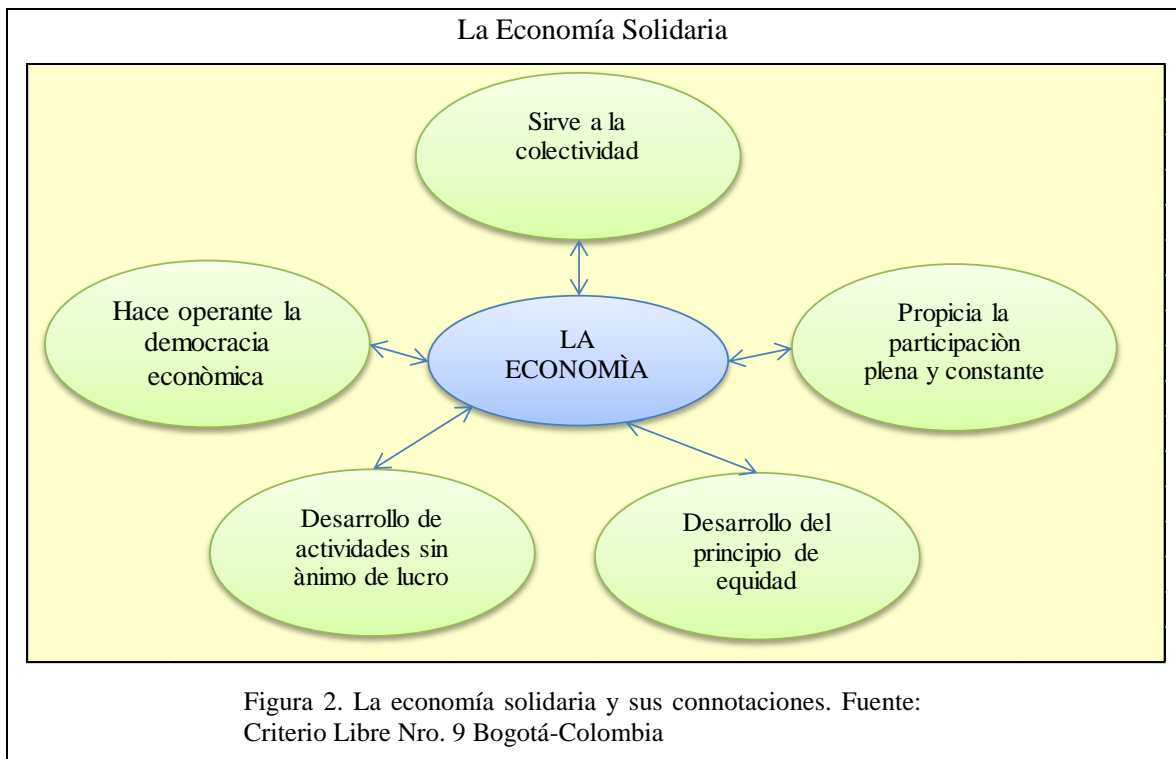 La Economía Solidaria
Sirve a la
colectividad
Hace operante la
democracia
econòmica
LA
ECONOMÌA
Propicia la
participaciòn
plena y constante
Desarrollo de
actividades sin
ànimo de lucro
Desarrollo del
principio de
equidad
Figura 2. La economía solidaria y sus connotaciones. Fuente:
Criterio Libre Nro. 9 Bogotá-Colombia